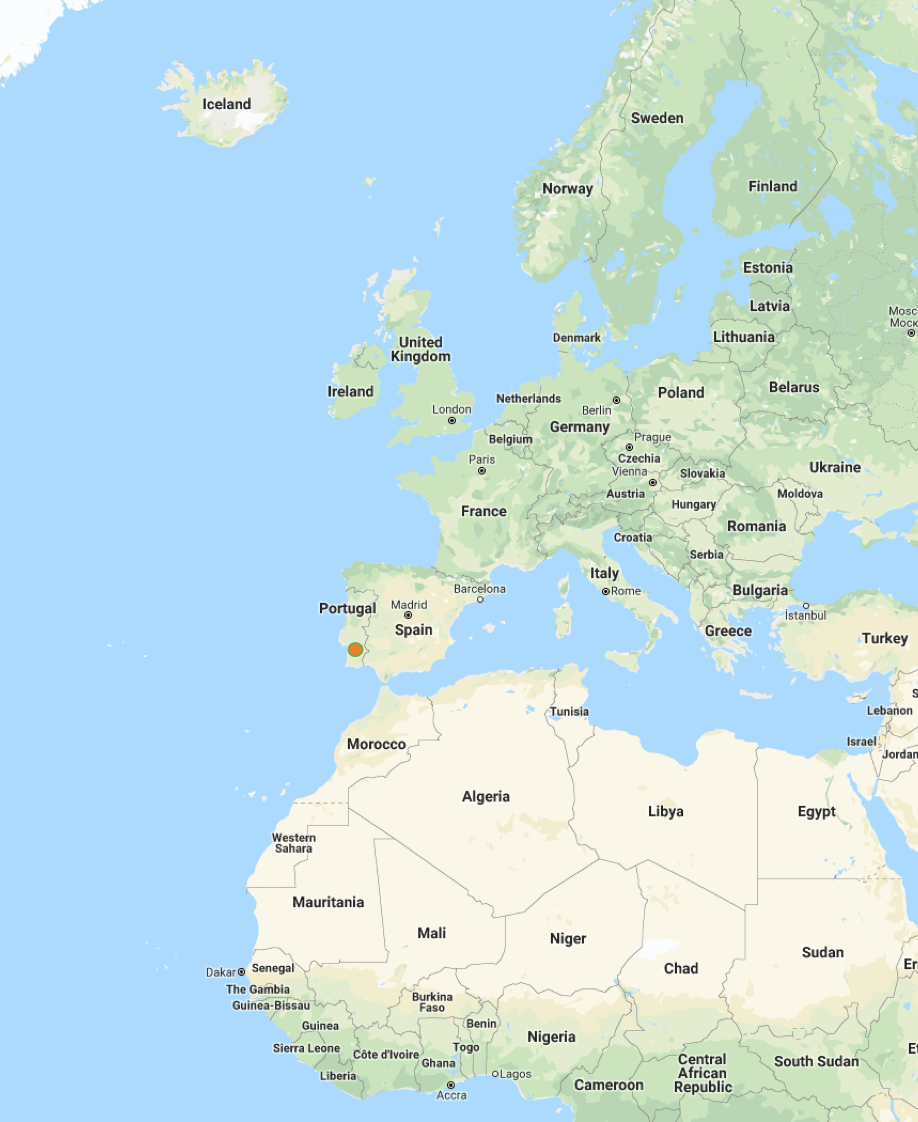 Iceland
Sweden
Norway
Finland
Estonia
Latvia
Mosc
Моск
Lithuania
Denmark
United
Kingdom
Ireland
Belarus
Poland
Netherlands
Berlin
London
Germany
Belgium
Prague
Paris
Czechia
Ukraine
Vienna
Slovakia
Austria
Moldova
Hungary
France
Romania
Croatia
Serbia
Italy
Barcelona
Rome
Bulgaria
Portugal
Madrid
İstanbul
Spain
Greece
Turkey
S
Lebanon
Tunisia
Israel
Morocco
Jordan
Algeria
Libya
Egypt
Western
Sahara
Mauritania
Mali
Niger
Sudan
Chad
Er
Dakar
Senegal
The Gambia
Burkina
Faso
Guinea-Bissau
Guinea
Benin
Nigeria
Sierra Leone
Côte d'Ivoire
Togo
Ghana
Et
South Sudan
Central
African
Republic
Liberia
Lagos
Cameroon
Accra